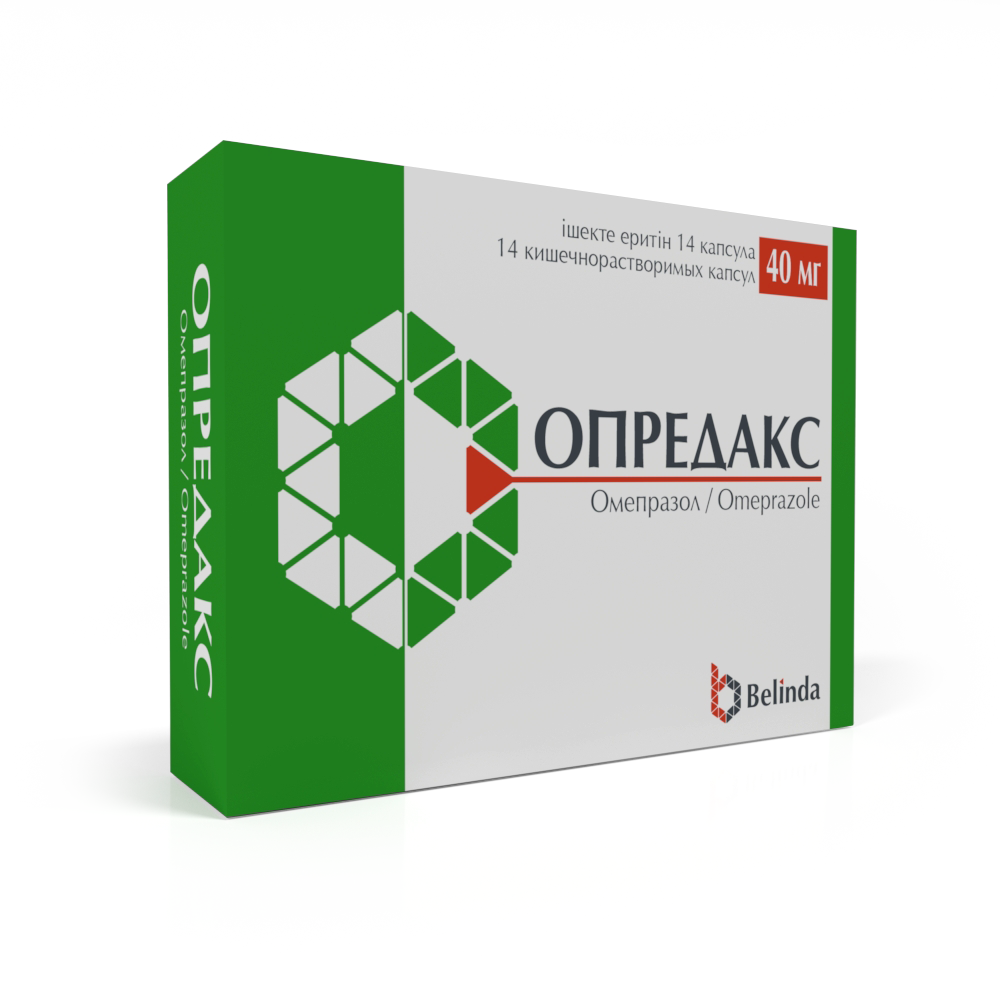 ішекте еритін 14 капсула
14 кишечнорастворимых капсул
40 мг
ОПРЕДАКС
Омепразол / Omeprazole
Belinda
ОПРЕДАКС
Омепразол / Omeprazole